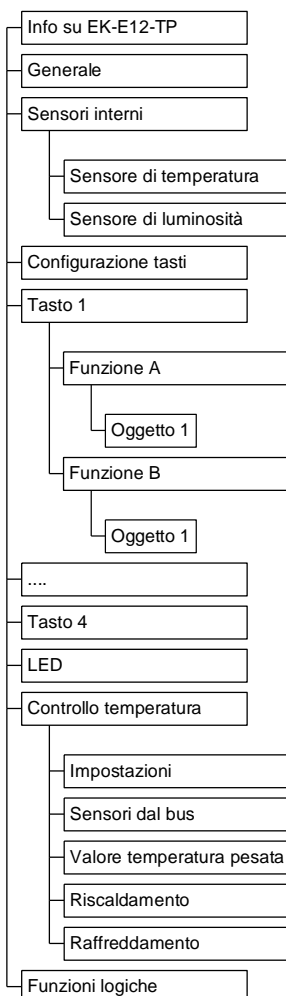 Info su EK-E12-TP
Generale
Sensori interni
Sensore di temperatura
Sensore di luminosità
Configurazione tasti
Tasto 1
Funzione A
Oggetto 1
Funzione B
Oggetto 1
....
Tasto 4
LED
Controllo temperatura
Impostazioni
Sensori dal bus
Valore temperatura pesata
Riscaldamento
Raffreddamento
Funzioni logiche